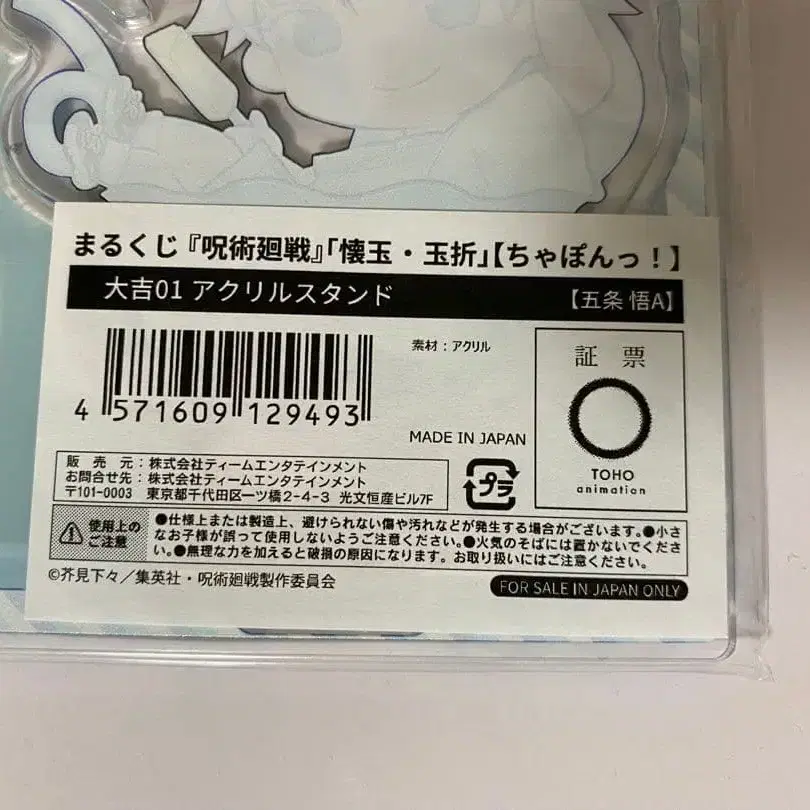 まるくじ『呪術廻戦』「懐玉・玉折」【ちゃぽんっ！】
大吉01 アクリルスタンド 【五条 悟A】
4 571609 129493
素材：アクリル
MADE IN JAPAN
証 票
TOHO
animation
販 売 元：株式会社ティームエンタテインメント
お問合せ先：株式会社ティームエンタテインメント
〒101-0003 東京都千代田区一ツ橋2-4-3 光文恒産ビル7F
プラ
使用上の
ご注意
●仕様上または製造上、避けられない傷や汚れなどが発生する場合がございます。●小さ
なお子様が誤って使用しないようご注意ください。●火気のそばには置かないでくださ
い。●無理な力を加えると破損の原因になります。お取り扱いにはご注意ください。
©芥見下々／集英社・呪術廻戦製作委員会
FOR SALE IN JAPAN ONLY